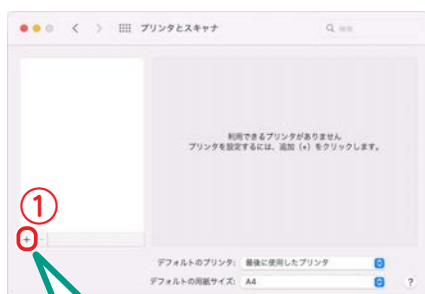 プリンタとスキャナ
検索
利用できるプリンタがありません
プリンタを設定するには、追加（+）をクリックします。
①
+ -
デフォルトのプリンタ: 最後に使用したプリンタ
デフォルトの用紙サイズ: A4
?